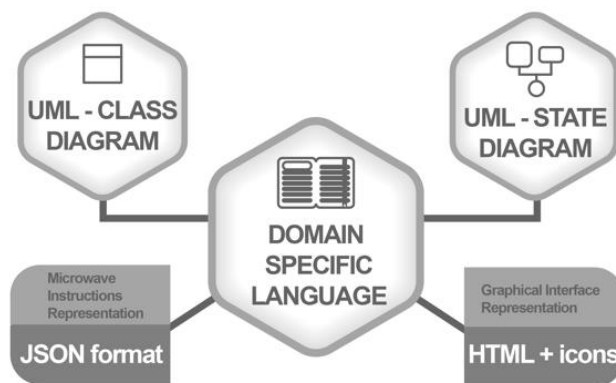 UML - CLASS
DIAGRAM
UML - STATE
DIAGRAM
DOMAIN
SPECIFIC
LANGUAGE
Microwave
Instructions
Representation
JSON format
Graphical Interface
Representation
HTML + icons